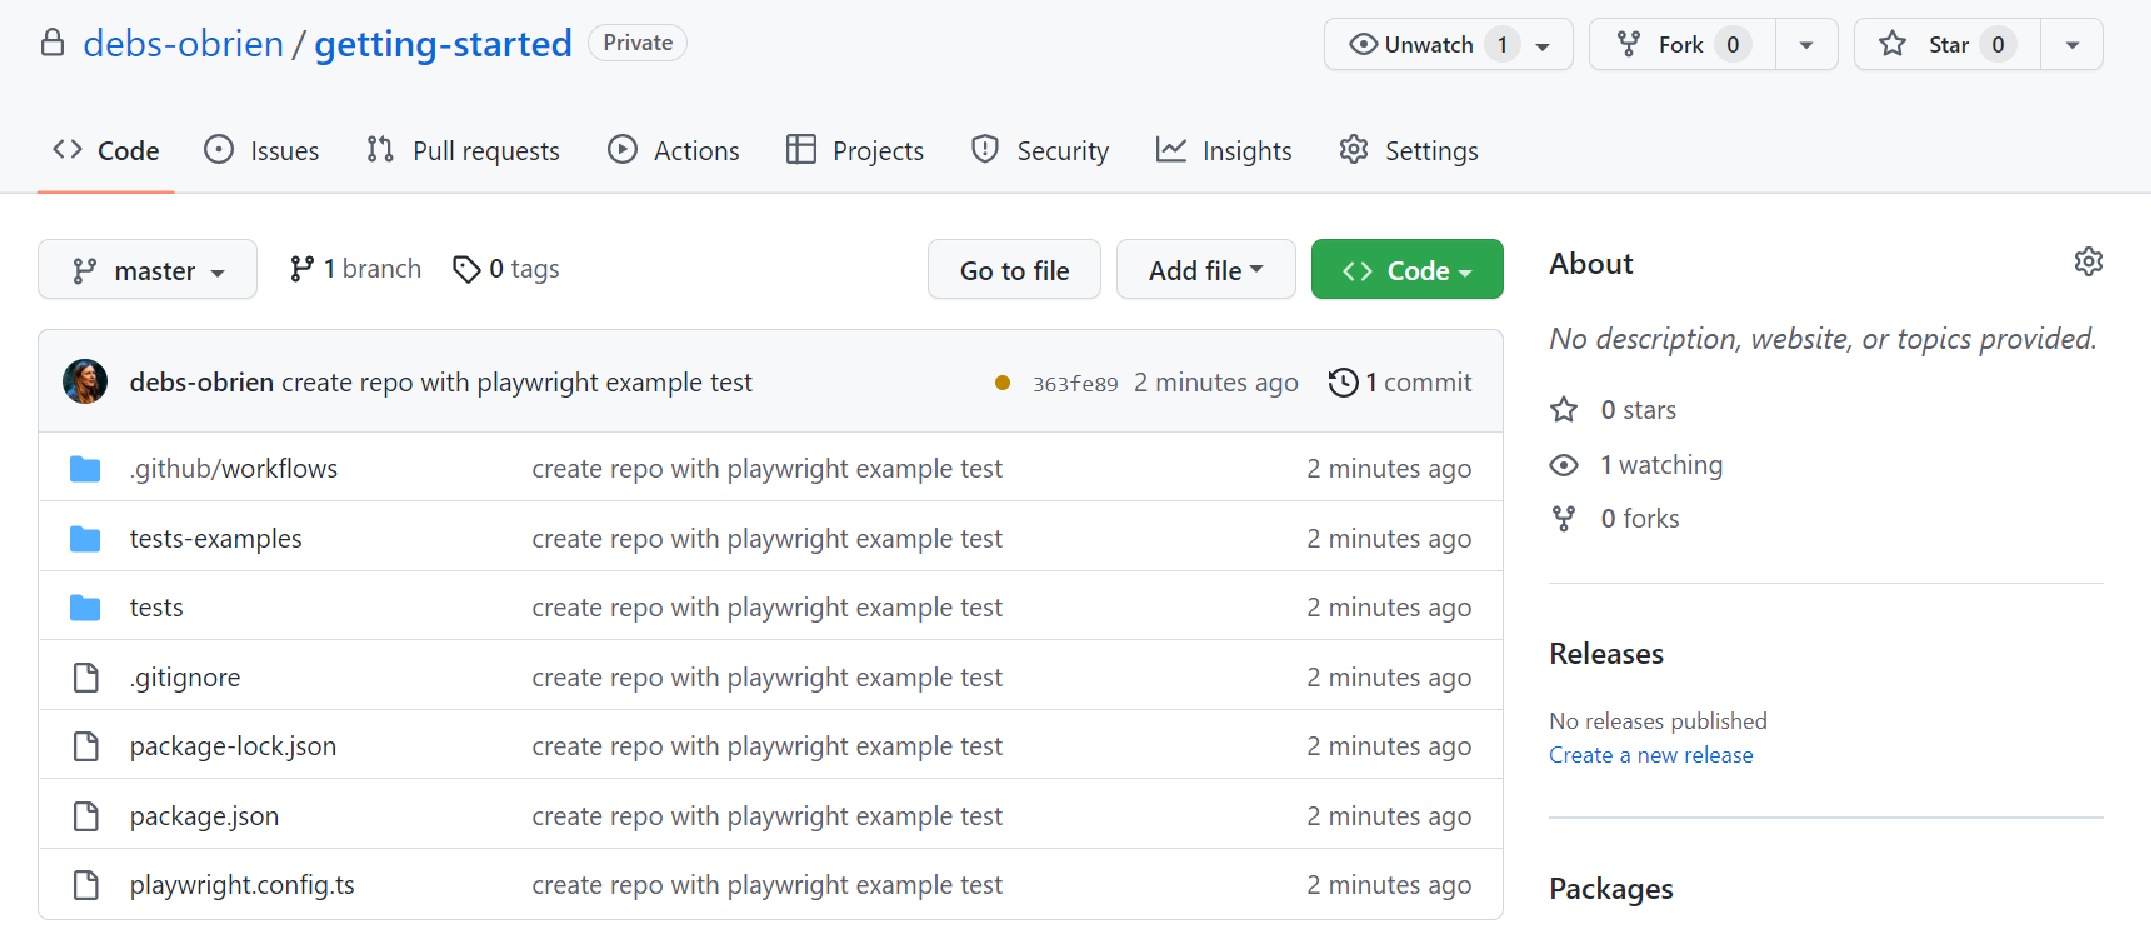 debs-obrien / getting-started Private
Unwatch 1 Fork 0 Star 0
Code Issues Pull requests Actions Projects Security Insights Settings
master 1 branch 0 tags Go to file Add file Code
debs-obrien create repo with playwright example test 363fe89 2 minutes ago 1 commit
.github/workflows create repo with playwright example test 2 minutes ago
tests-examples create repo with playwright example test 2 minutes ago
tests create repo with playwright example test 2 minutes ago
.gitignore create repo with playwright example test 2 minutes ago
package-lock.json create repo with playwright example test 2 minutes ago
package.json create repo with playwright example test 2 minutes ago
playwright.config.ts create repo with playwright example test 2 minutes ago
About
No description, website, or topics provided.
0 stars
1 watching
0 forks
Releases
No releases published
Create a new release
Packages